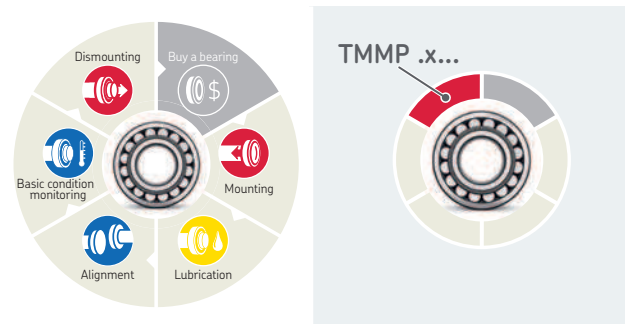 Dismounting
Buy a bearing
$
Basic condition
monitoring
Mounting
Alignment
Lubrication
TMMP .x...